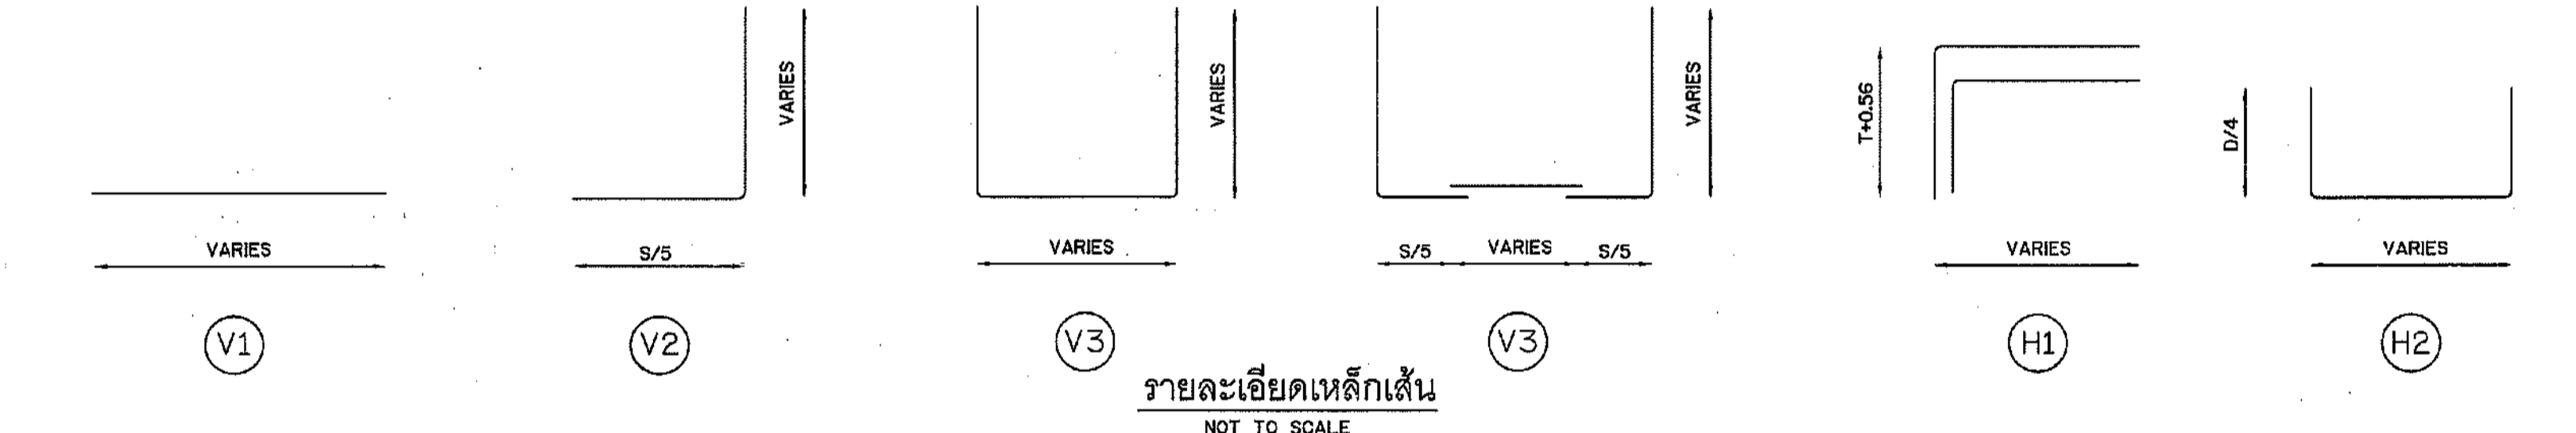 VARIES
VARIES
S/5
V1
V2
VARIES
VARIES
V3
VARIES
S/5
VARIES
S/5
V3
T+0.56
VARIES
H1
D/4
VARIES
H2
รายละเอียดเหล็กเส้น
NOT TO SCALE